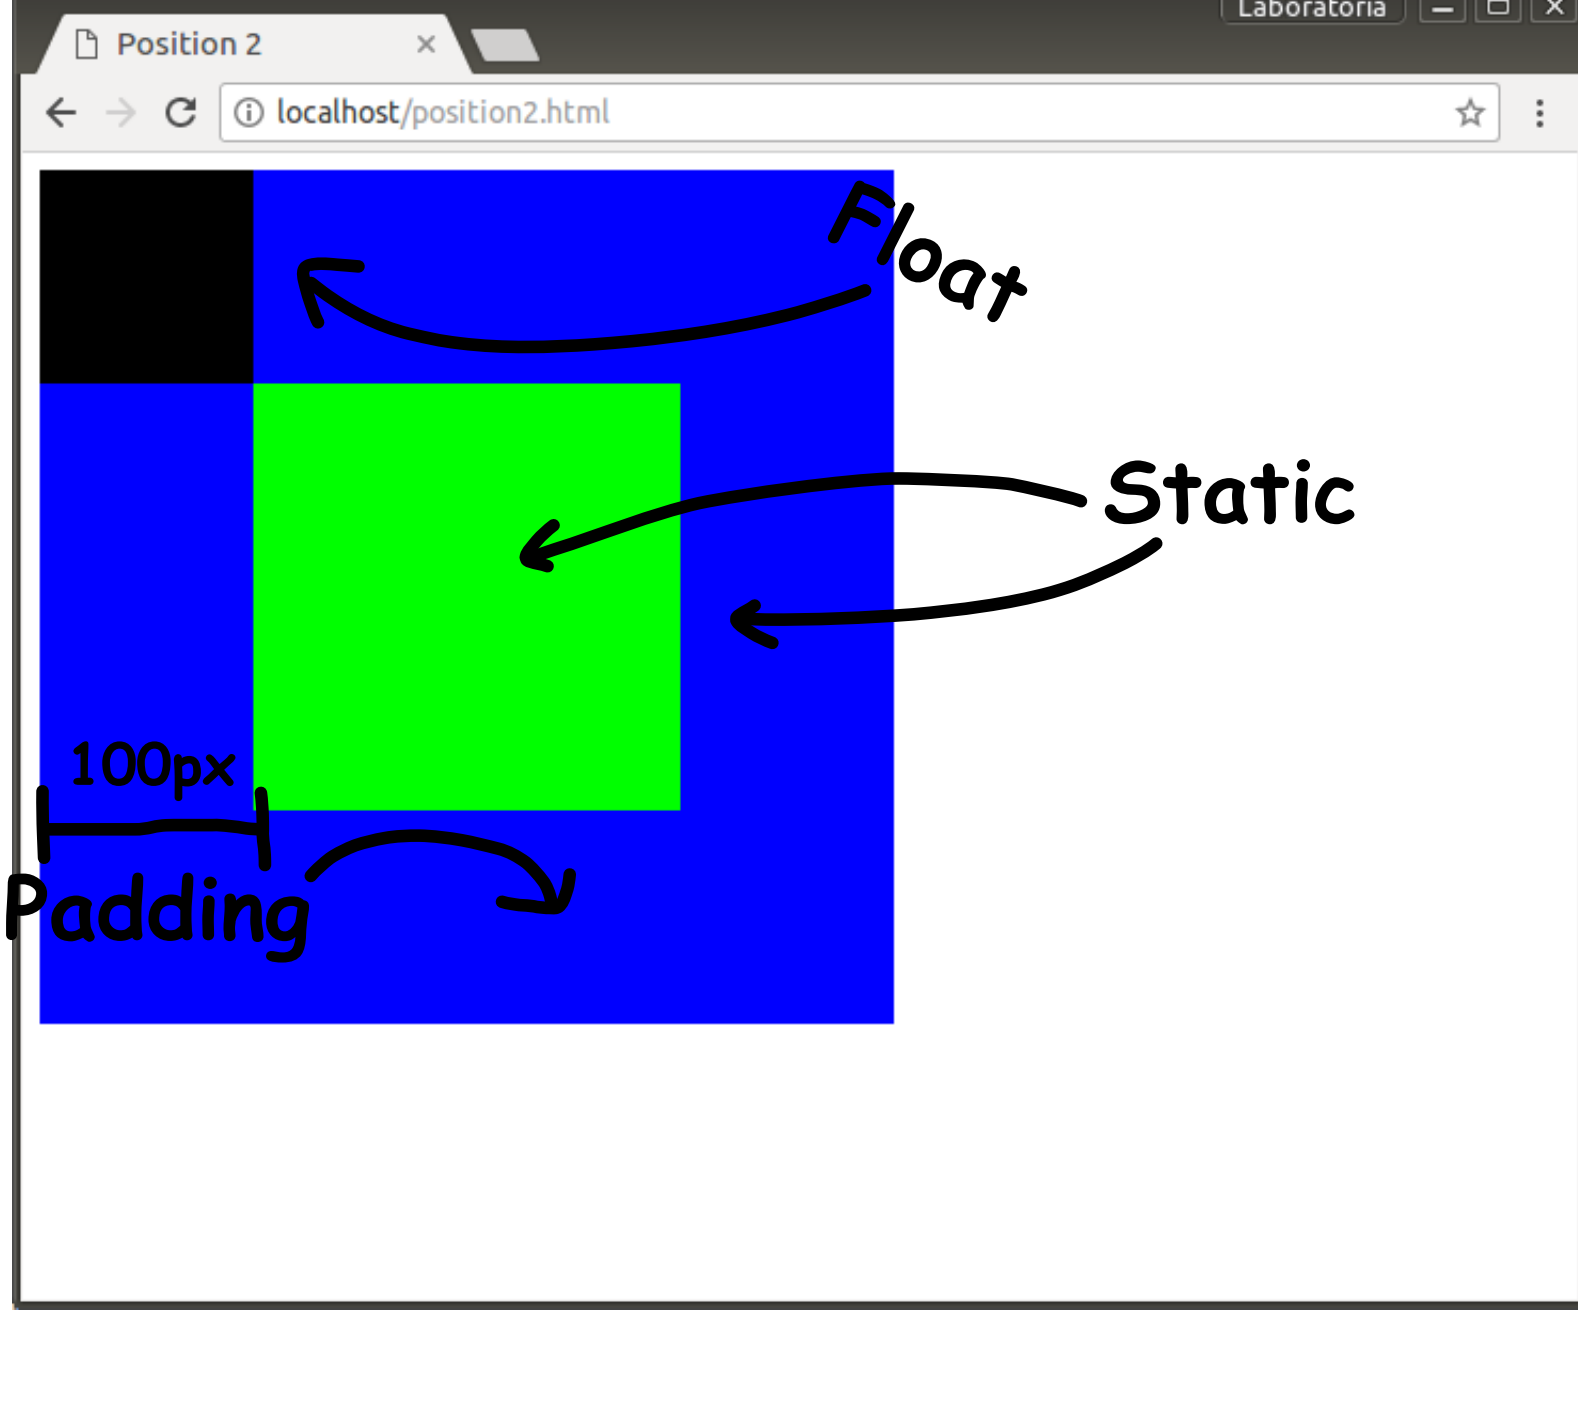 Laboratoria
Position 2
localhost/position2.html
Float
Static
100px
Padding